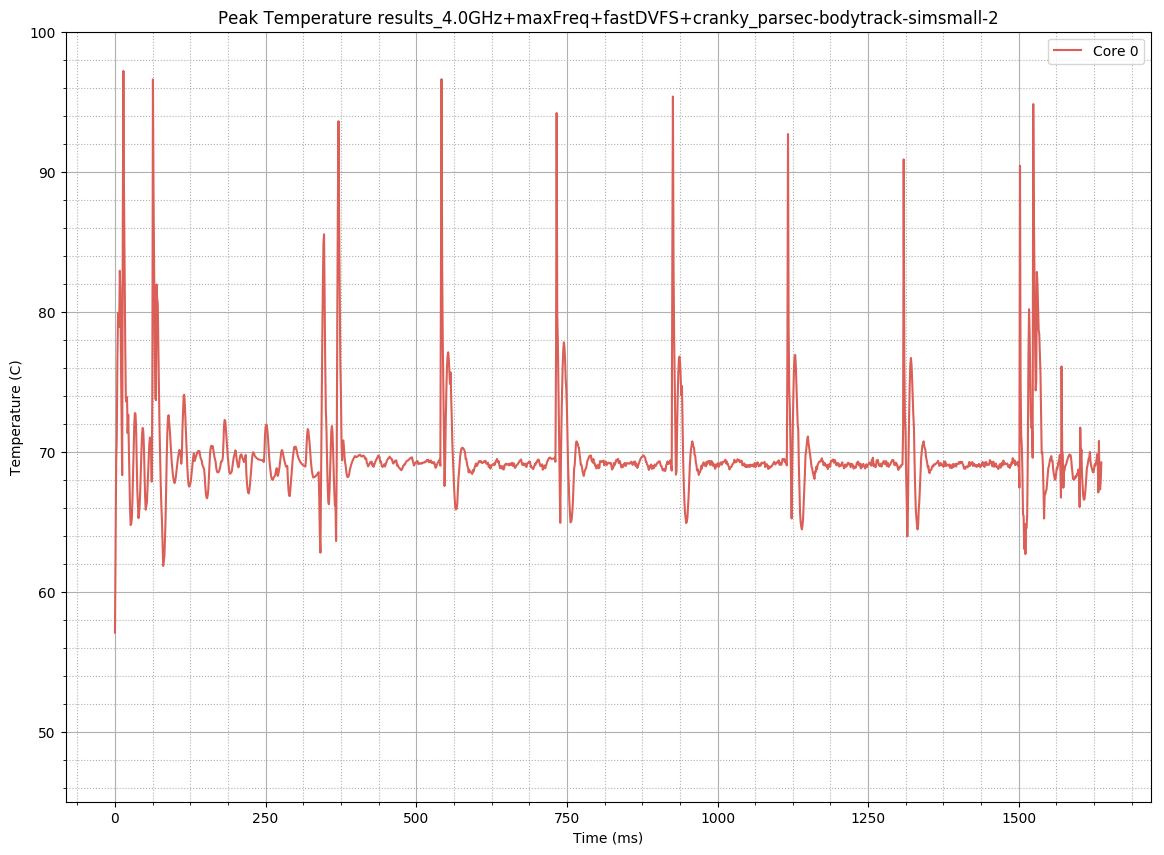 Peak Temperature results_4.0GHz+maxFreq+fastDVFS+cranky_parsec-bodytrack-simsmall-2
Core 0
Temperature (C)
100
90
80
70
60
50
0 250 500 750 1000 1250 1500
Time (ms)